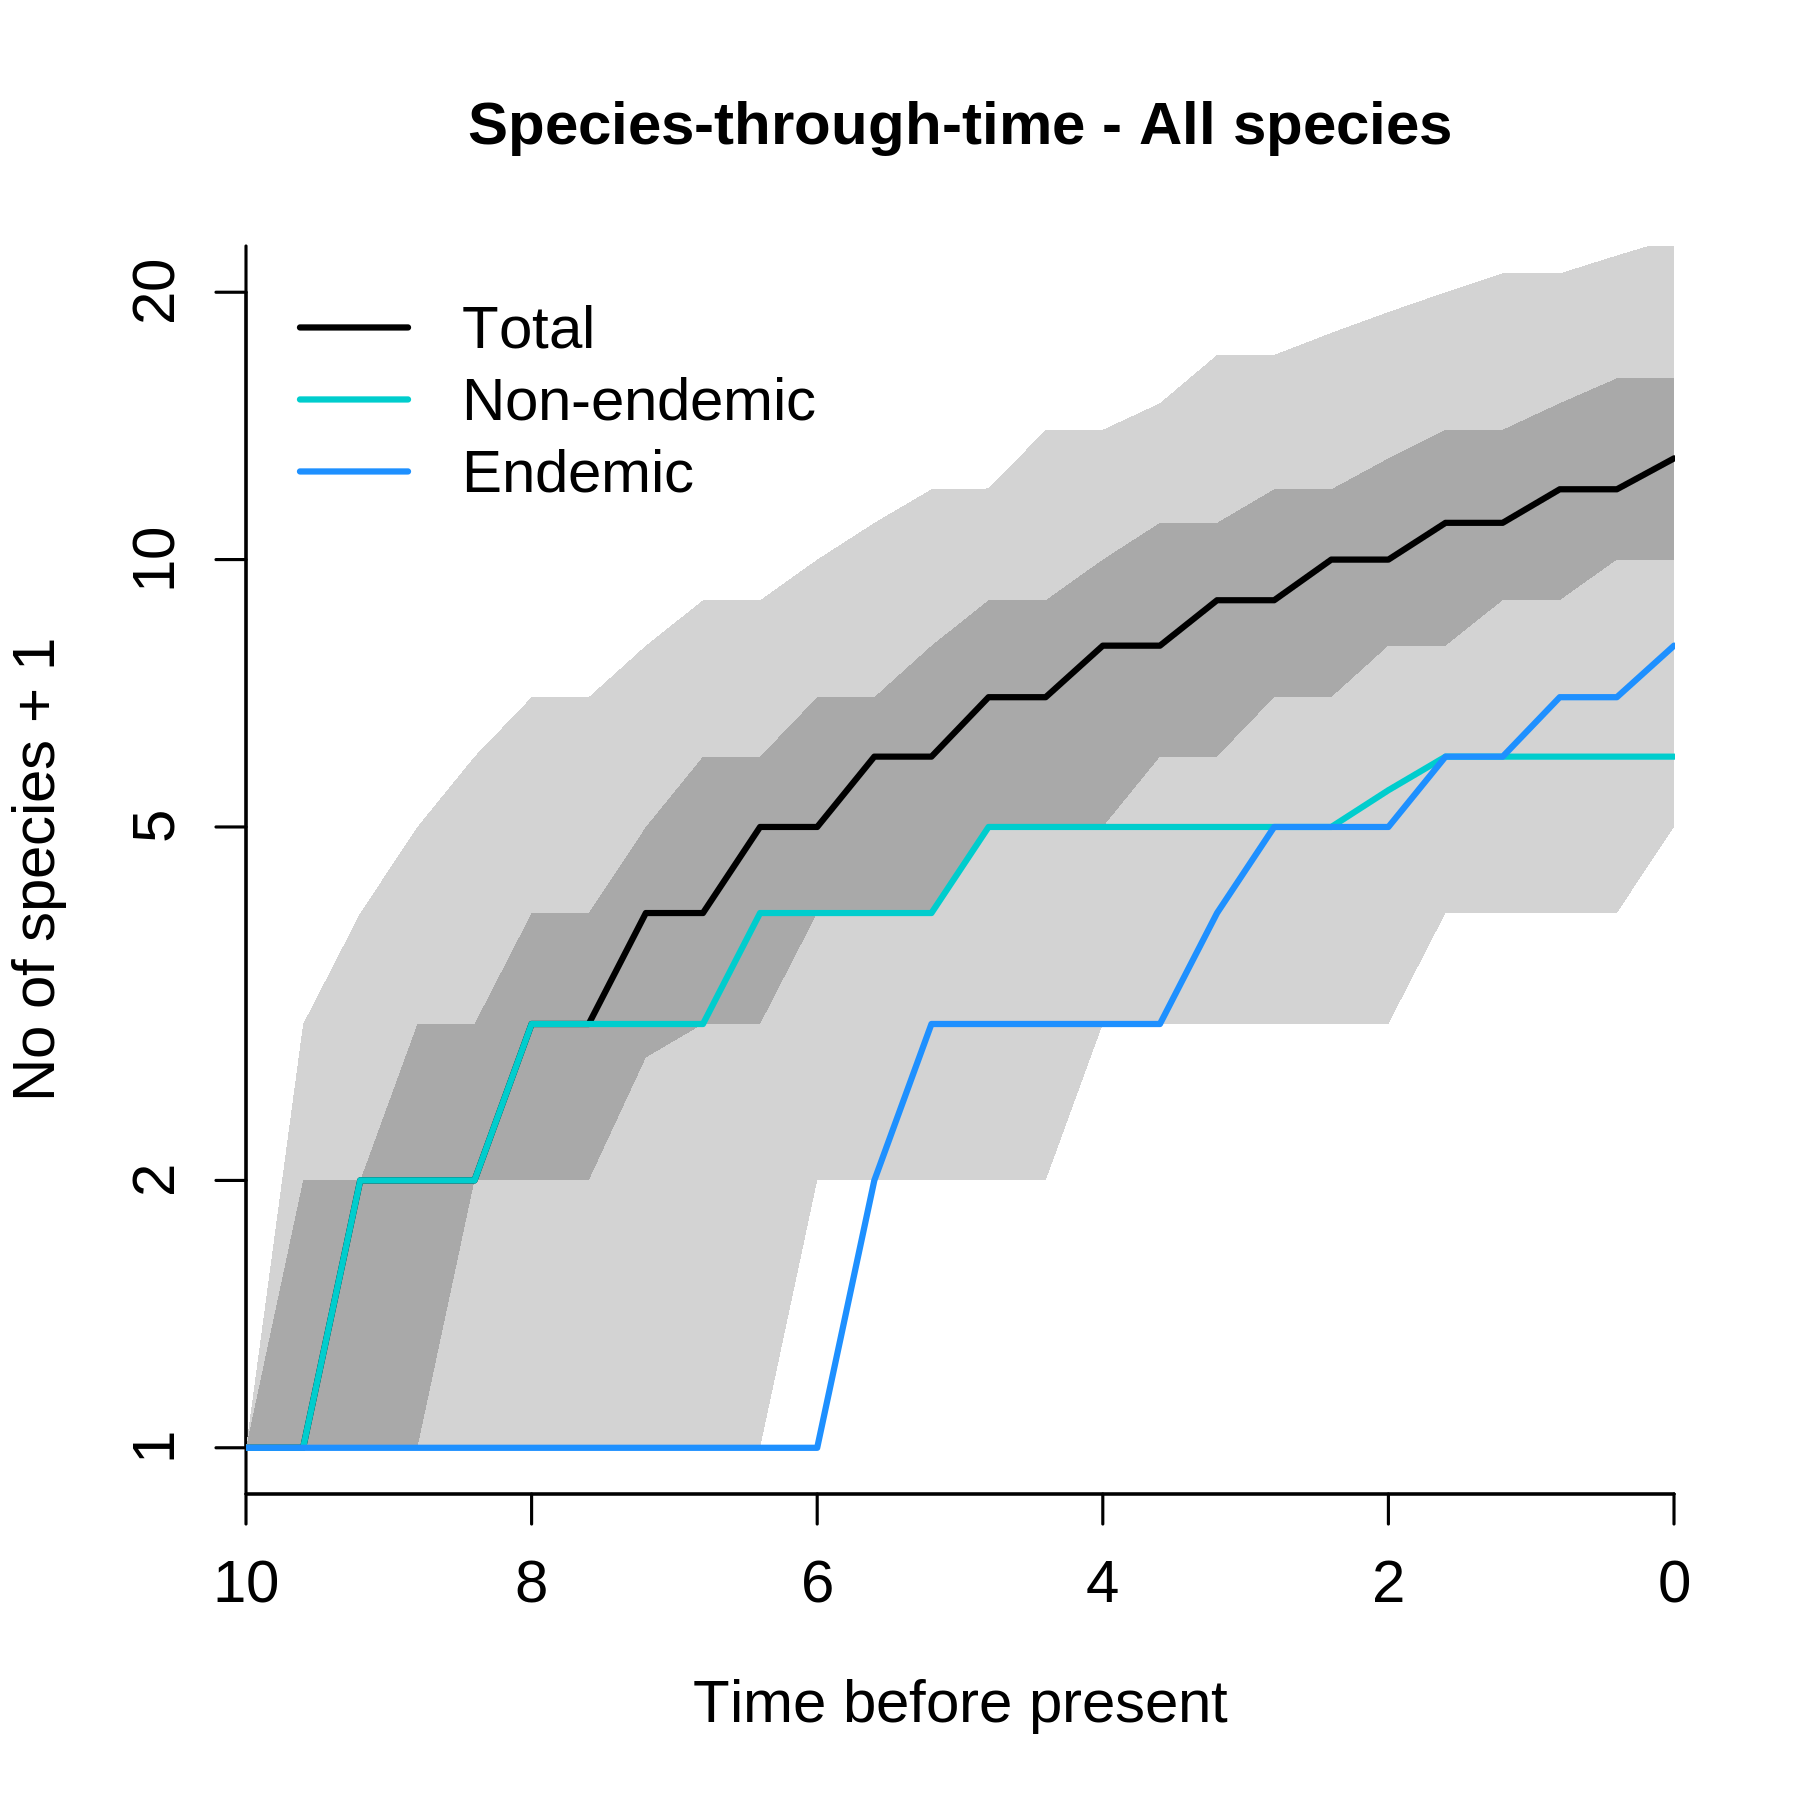 Species-through-time - All species
Total
Non-endemic
Endemic
No of species + 1
20
10
5
2
1
10 8 6 4 2 0
Time before present